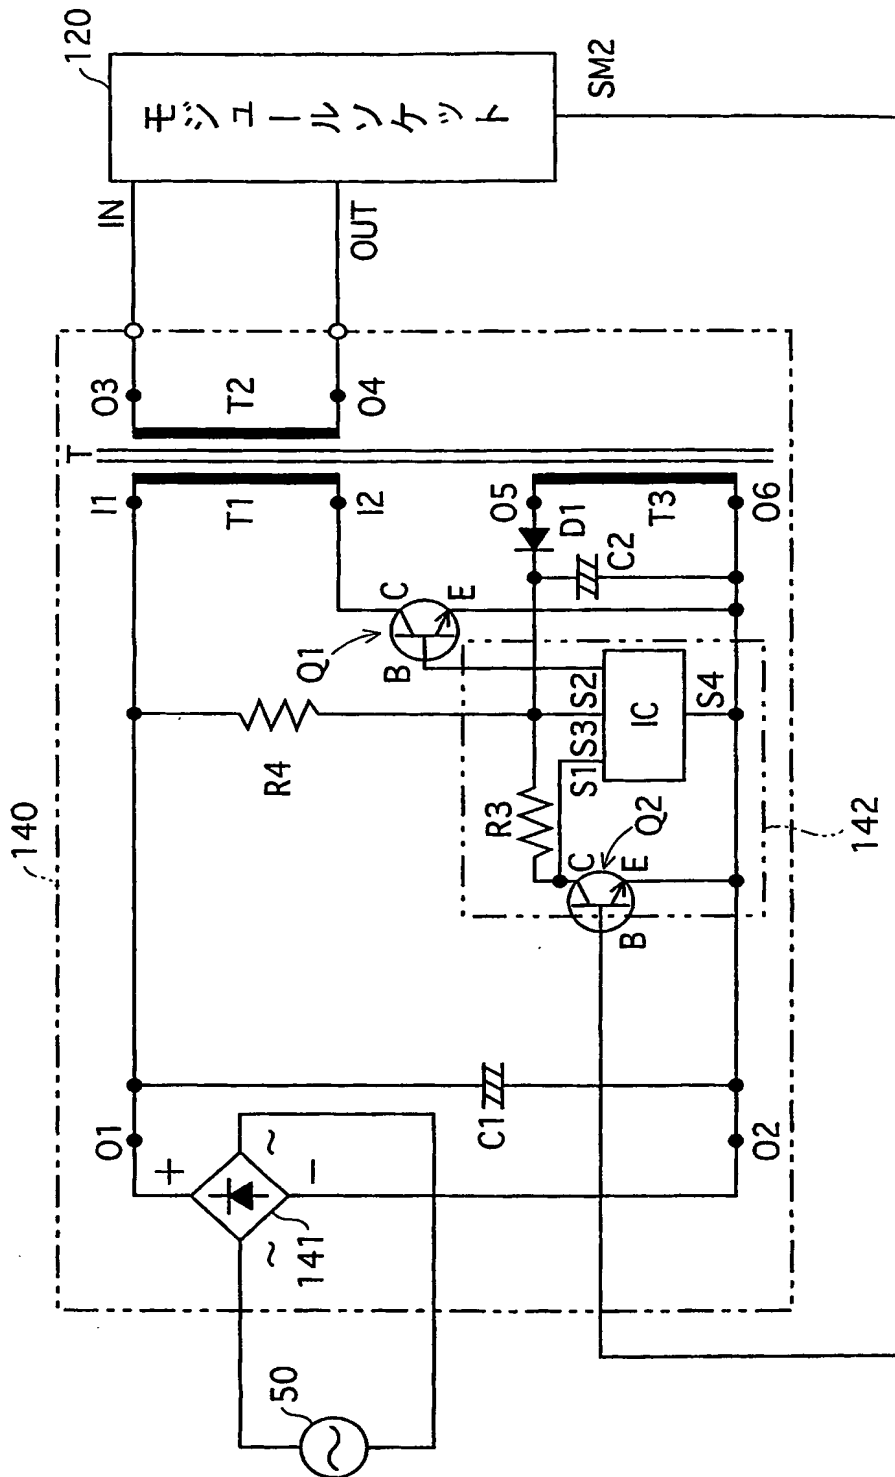 120
モジュールソケット
SM2
IN
OUT
140
T
O3
T2
O4
I1
T1
I2
O5
D1
T3
O6
C2
Q1
C
E
B
R4
S2
S3
S1
IC
S4
R3
Q2
C
E
B
142
O1
+
~
−
~
141
C1
O2
50
~